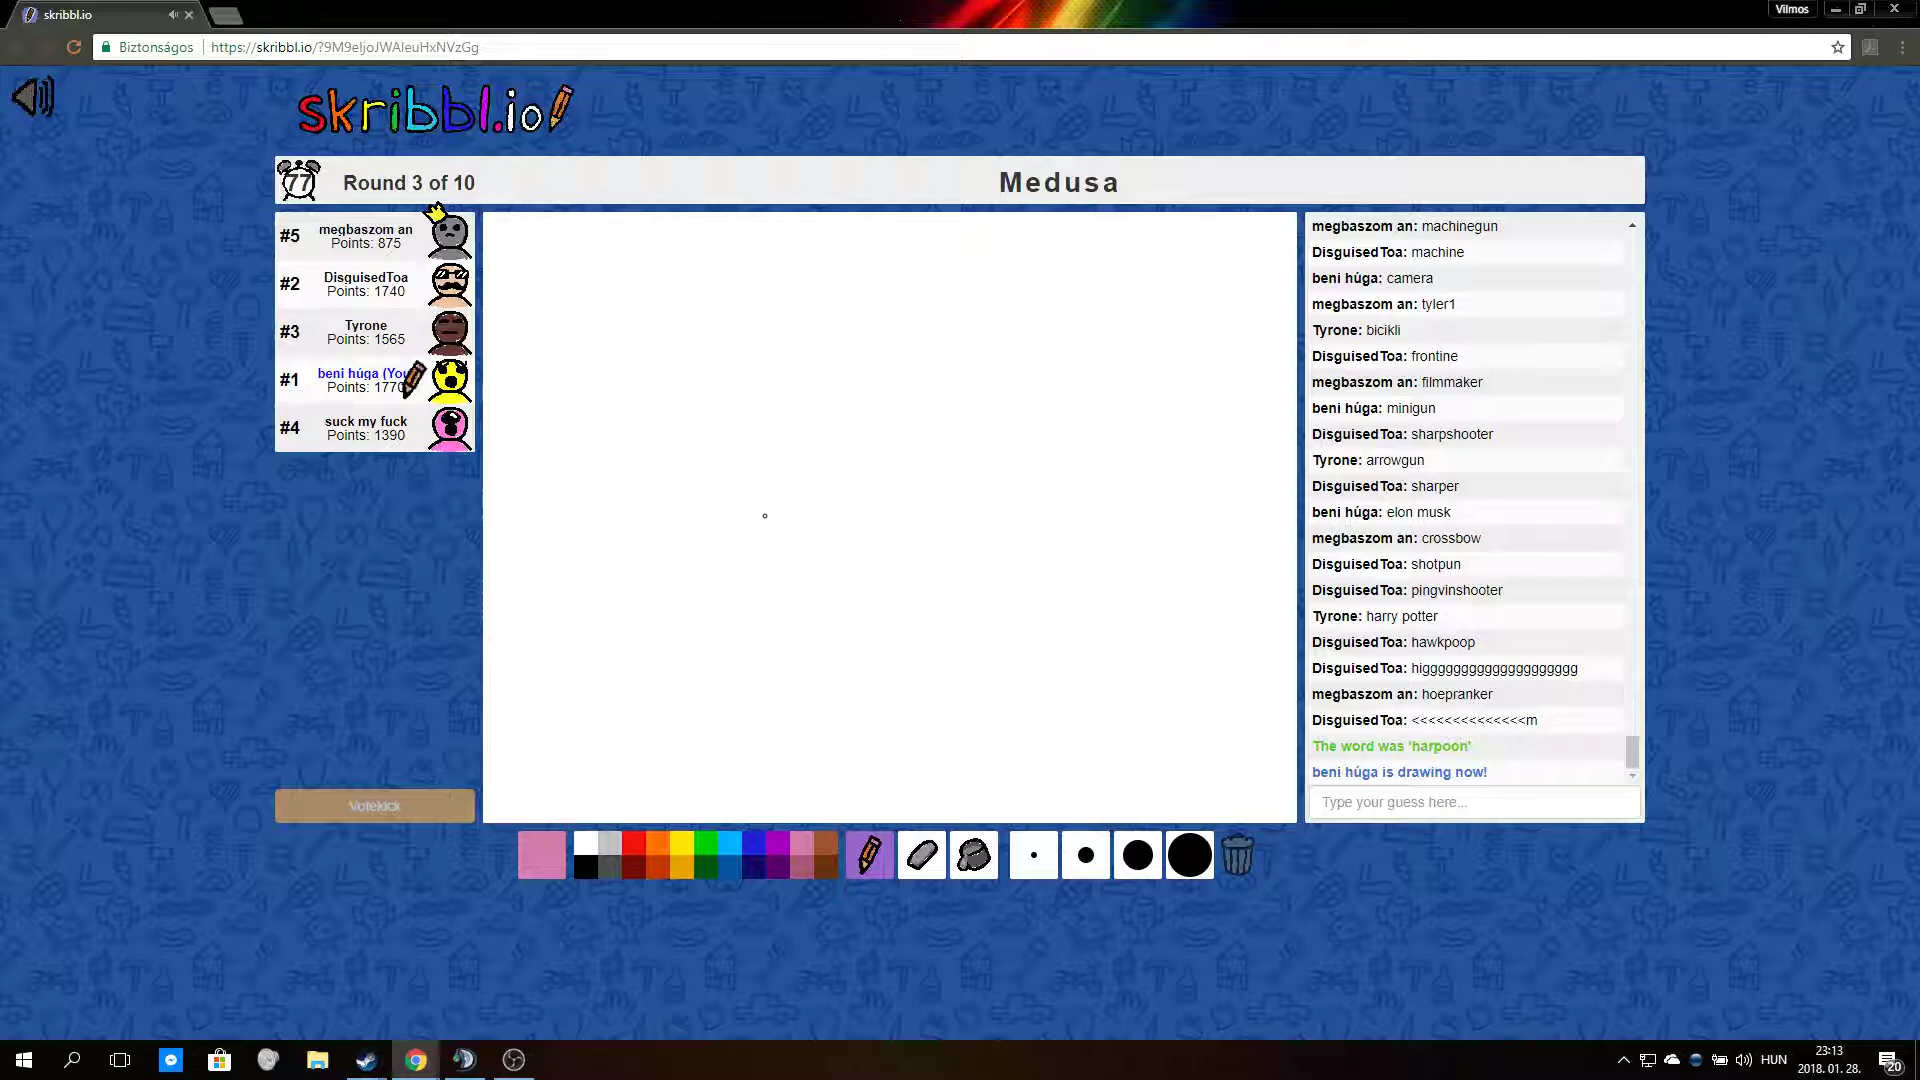 skribbl.io
Vilmos
Biztonságos
https://skribbl.io/?9M9eljoJWAleuHxNVzGg
skribbl.io
77
Round 3 of 10
Medusa
#5
megbaszom an
Points: 875
#2
DisguisedToa
Points: 1740
#3
Tyrone
Points: 1565
#1
beni húga (You
Points: 1770
#4
suck my fuck
Points: 1390
Votekick
megbaszom an: machinegun
DisguisedToa: machine
beni húga: camera
megbaszom an: tyler1
Tyrone: bicikli
DisguisedToa: frontine
megbaszom an: filmmaker
beni húga: minigun
DisguisedToa: sharpshooter
Tyrone: arrowgun
DisguisedToa: sharper
beni húga: elon musk
megbaszom an: crossbow
DisguisedToa: shotpun
DisguisedToa: pingvinshooter
Tyrone: harry potter
DisguisedToa: hawkpoop
DisguisedToa: higgggggggggggggggggggg
megbaszom an: hoepranker
DisguisedToa: <<<<<<<<<<<<<<m
The word was 'harpoon'
beni húga is drawing now!
Type your guess here...
HUN
23:13
2018. 01. 28.
20